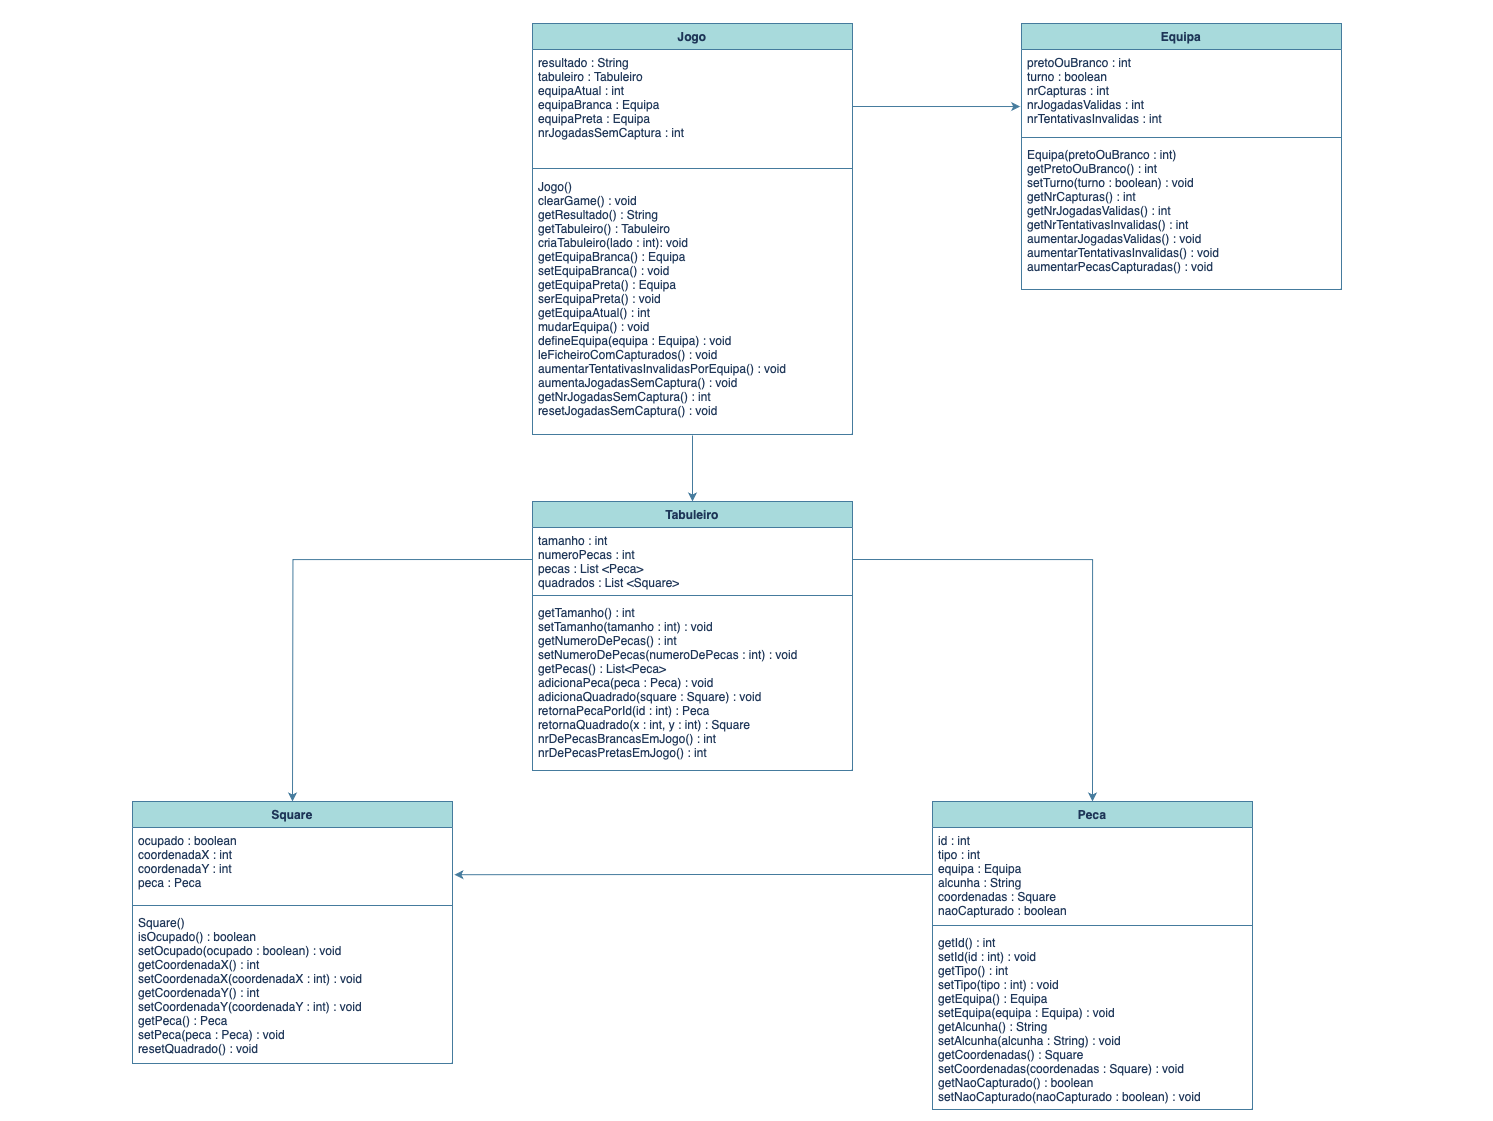 Jogo
resultado : String
tabuleiro : Tabuleiro
equipaAtual : int
equipaBranca : Equipa
equipaPreta : Equipa
nrJogadasSemCaptura : int
Jogo()
clearGame() : void
getResultado() : String
getTabuleiro() : Tabuleiro
criaTabuleiro(lado : int): void
getEquipaBranca() : Equipa
setEquipaBranca() : void
getEquipaPreta() : Equipa
serEquipaPreta() : void
getEquipaAtual() : int
mudarEquipa() : void
defineEquipa(equipa : Equipa) : void
leFicheiroComCapturados() : void
aumentarTentativasInvalidasPorEquipa() : void
aumentaJogadasSemCaptura() : void
getNrJogadasSemCaptura() : int
resetJogadasSemCaptura() : void
Equipa
pretoOuBranco : int
turno : boolean
nrCapturas : int
nrJogadasValidas : int
nrTentativasInvalidas : int
Equipa(pretoOuBranco : int)
getPretoOuBranco() : int
setTurno(turno : boolean) : void
getNrCapturas() : int
getNrJogadasValidas() : int
getNrTentativasInvalidas() : int
aumentarJogadasValidas() : void
aumentarTentativasInvalidas() : void
aumentarPecasCapturadas() : void
Tabuleiro
tamanho : int
numeroPecas : int
pecas : List <Peca>
quadrados : List <Square>
getTamanho() : int
setTamanho(tamanho : int) : void
getNumeroDePecas() : int
setNumeroDePecas(numeroDePecas : int) : void
getPecas() : List<Peca>
adicionaPeca(peca : Peca) : void
adicionaQuadrado(square : Square) : void
retornaPecaPorId(id : int) : Peca
retornaQuadrado(x : int, y : int) : Square
nrDePecasBrancasEmJogo() : int
nrDePecasPretasEmJogo() : int
Square
ocupado : boolean
coordenadaX : int
coordenadaY : int
peca : Peca
Square()
isOcupado() : boolean
setOcupado(ocupado : boolean) : void
getCoordenadaX() : int
setCoordenadaX(coordenadaX : int) : void
getCoordenadaY() : int
setCoordenadaY(coordenadaY : int) : void
getPeca() : Peca
setPeca(peca : Peca) : void
resetQuadrado() : void
Peca
id : int
tipo : int
equipa : Equipa
alcunha : String
coordenadas : Square
naoCapturado : boolean
getId() : int
setId(id : int) : void
getTipo() : int
setTipo(tipo : int) : void
getEquipa() : Equipa
setEquipa(equipa : Equipa) : void
getAlcunha() : String
setAlcunha(alcunha : String) : void
getCoordenadas() : Square
setCoordenadas(coordenadas : Square) : void
getNaoCapturado() : boolean
setNaoCapturado(naoCapturado : boolean) : void